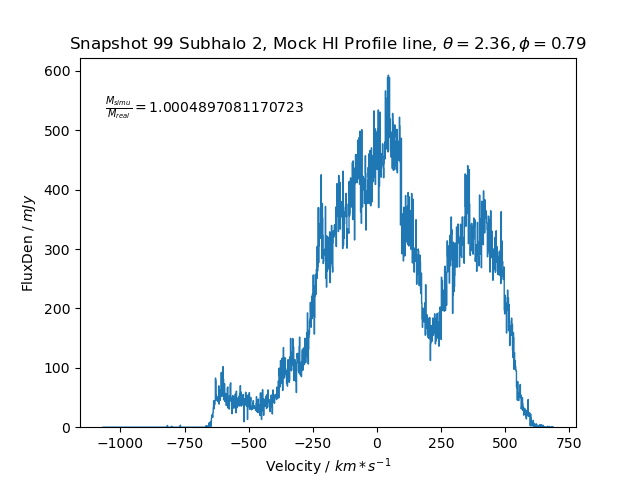 Snapshot 99 Subhalo 2, Mock HI Profile line, θ = 2.36, ϕ = 0.79
M_simu/M_real = 1.0004897081170723
FluxDen / mJy
600
500
400
300
200
100
0
−1000 −750 −500 −250 0 250 500 750
Velocity / km * s⁻¹